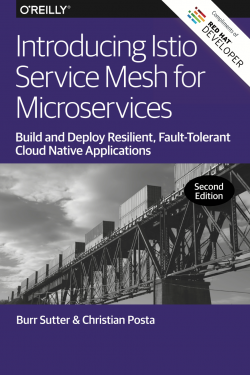 O'REILLY®
Compliments of
RED HAT
DEVELOPER
Introducing Istio
Service Mesh for
Microservices
Build and Deploy Resilient, Fault-Tolerant
Cloud Native Applications
Second
Edition
Burr Sutter & Christian Posta